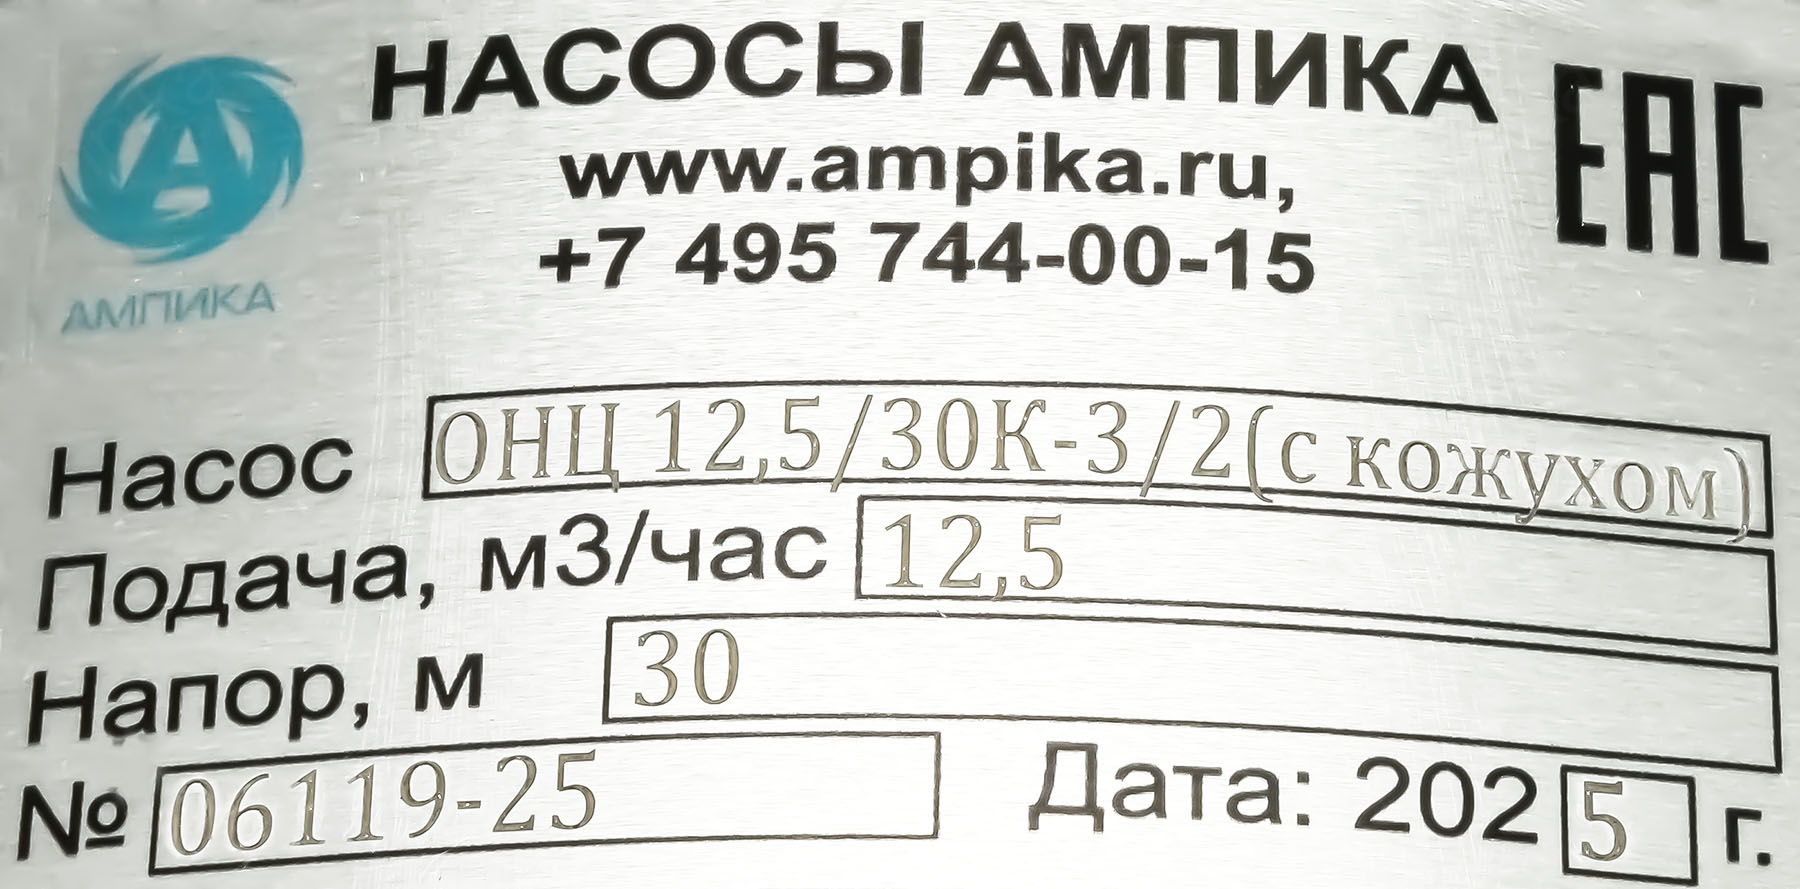 НАСОСЫ АМПИКА
EAC
www.ampika.ru,
+7 495 744-00-15
АМПИКА
Насос ОНЦ 12,5/30К-3/2(с кожухом)
Подача, м3/час 12,5
Напор, м 30
№ 06119-25 Дата: 2025 г.